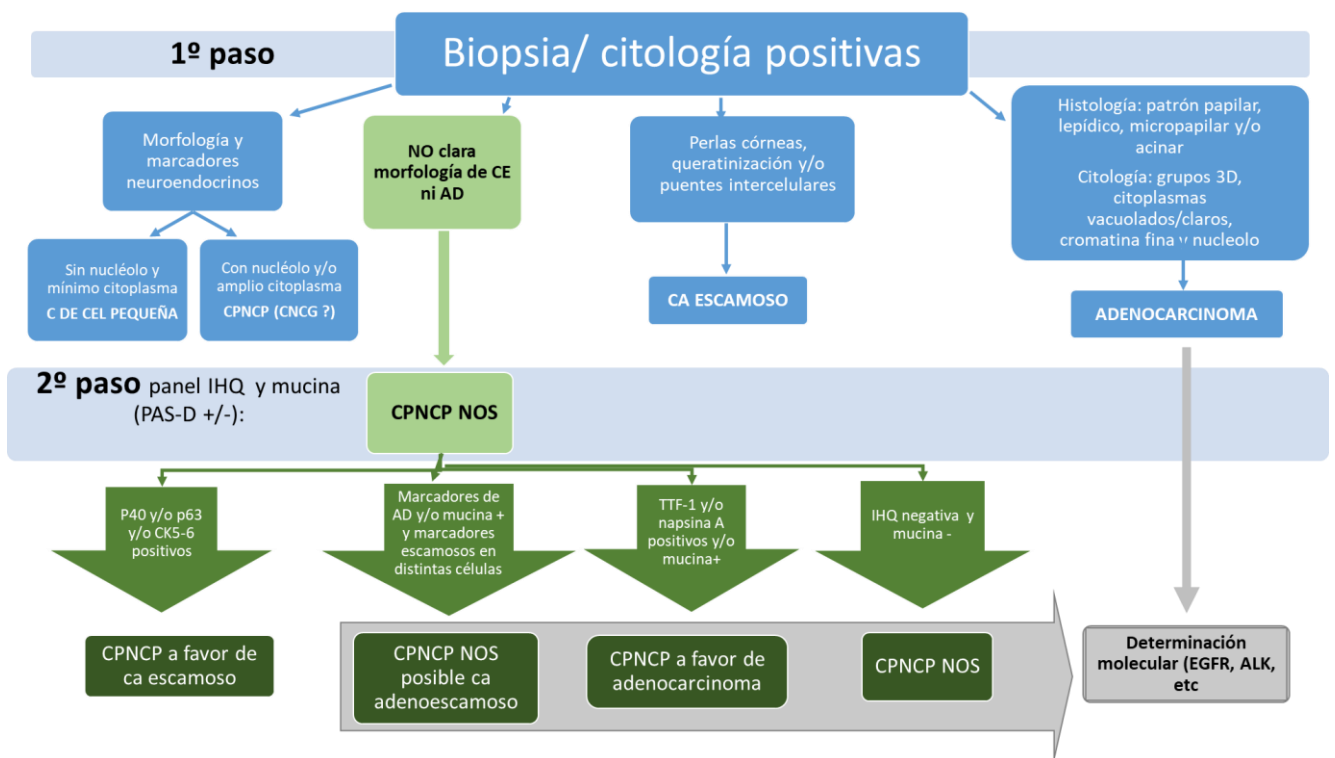 1º paso
Biopsia/ citología positivas
Morfología y
marcadores
neuroendocrinos
NO clara
morfología de CE
ni AD
Perlas córneas,
queratinización y/o
puentes intercelulares
Histología: patrón papilar,
lepídico, micropapilar y/o
acinar
Citología: grupos 3D,
citoplasmas
vacuolados/claros,
cromatina fina y nucleolo
Sin nucléolo y
mínimo citoplasma
C DE CEL PEQUEÑA
Con nucléolo y/o
amplio citoplasma
CPNCP (CNCG ?)
CA ESCAMOSO
ADENOCARCINOMA
2º paso panel IHQ y mucina
(PAS-D +/-):
CPNCP NOS
P40 y/o p63
y/o CK5-6
positivos
Marcadores de
AD y/o mucina +
y marcadores
escamosos en
distintas células
TTF-1 y/o
napsina A
positivos y/o
mucina+
IHQ negativa y
mucina -
CPNCP a favor de
ca escamoso
CPNCP NOS
posible ca
adenoescamoso
CPNCP a favor de
adenocarcinoma
CPNCP NOS
Determinación
molecular (EGFR, ALK,
etc